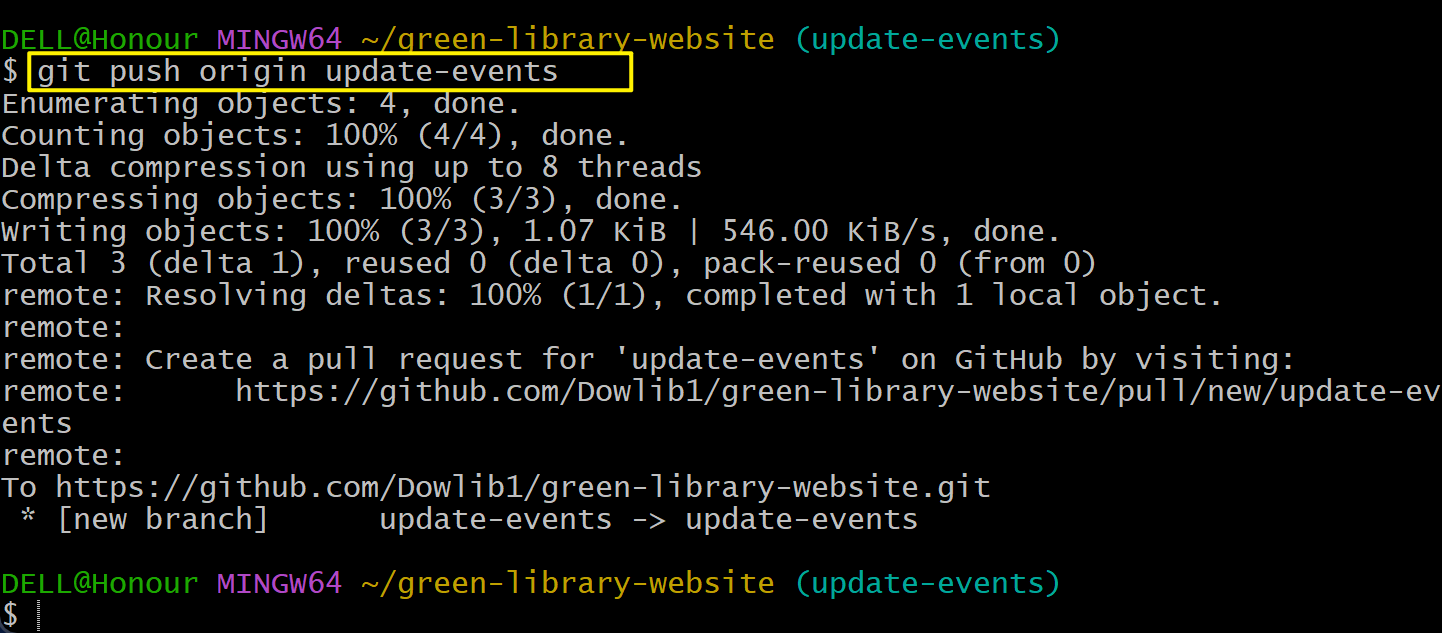 DELL@Honour MINGW64 ~/green-library-website (update-events)
$ git push origin update-events
Enumerating objects: 4, done.
Counting objects: 100% (4/4), done.
Delta compression using up to 8 threads
Compressing objects: 100% (3/3), done.
Writing objects: 100% (3/3), 1.07 KiB | 546.00 KiB/s, done.
Total 3 (delta 1), reused 0 (delta 0), pack-reused 0 (from 0)
remote: Resolving deltas: 100% (1/1), completed with 1 local object.
remote:
remote: Create a pull request for 'update-events' on GitHub by visiting:
remote:      https://github.com/Dowlib1/green-library-website/pull/new/update-ev
ents
remote:
To https://github.com/Dowlib1/green-library-website.git
 * [new branch]      update-events -> update-events
DELL@Honour MINGW64 ~/green-library-website (update-events)
$